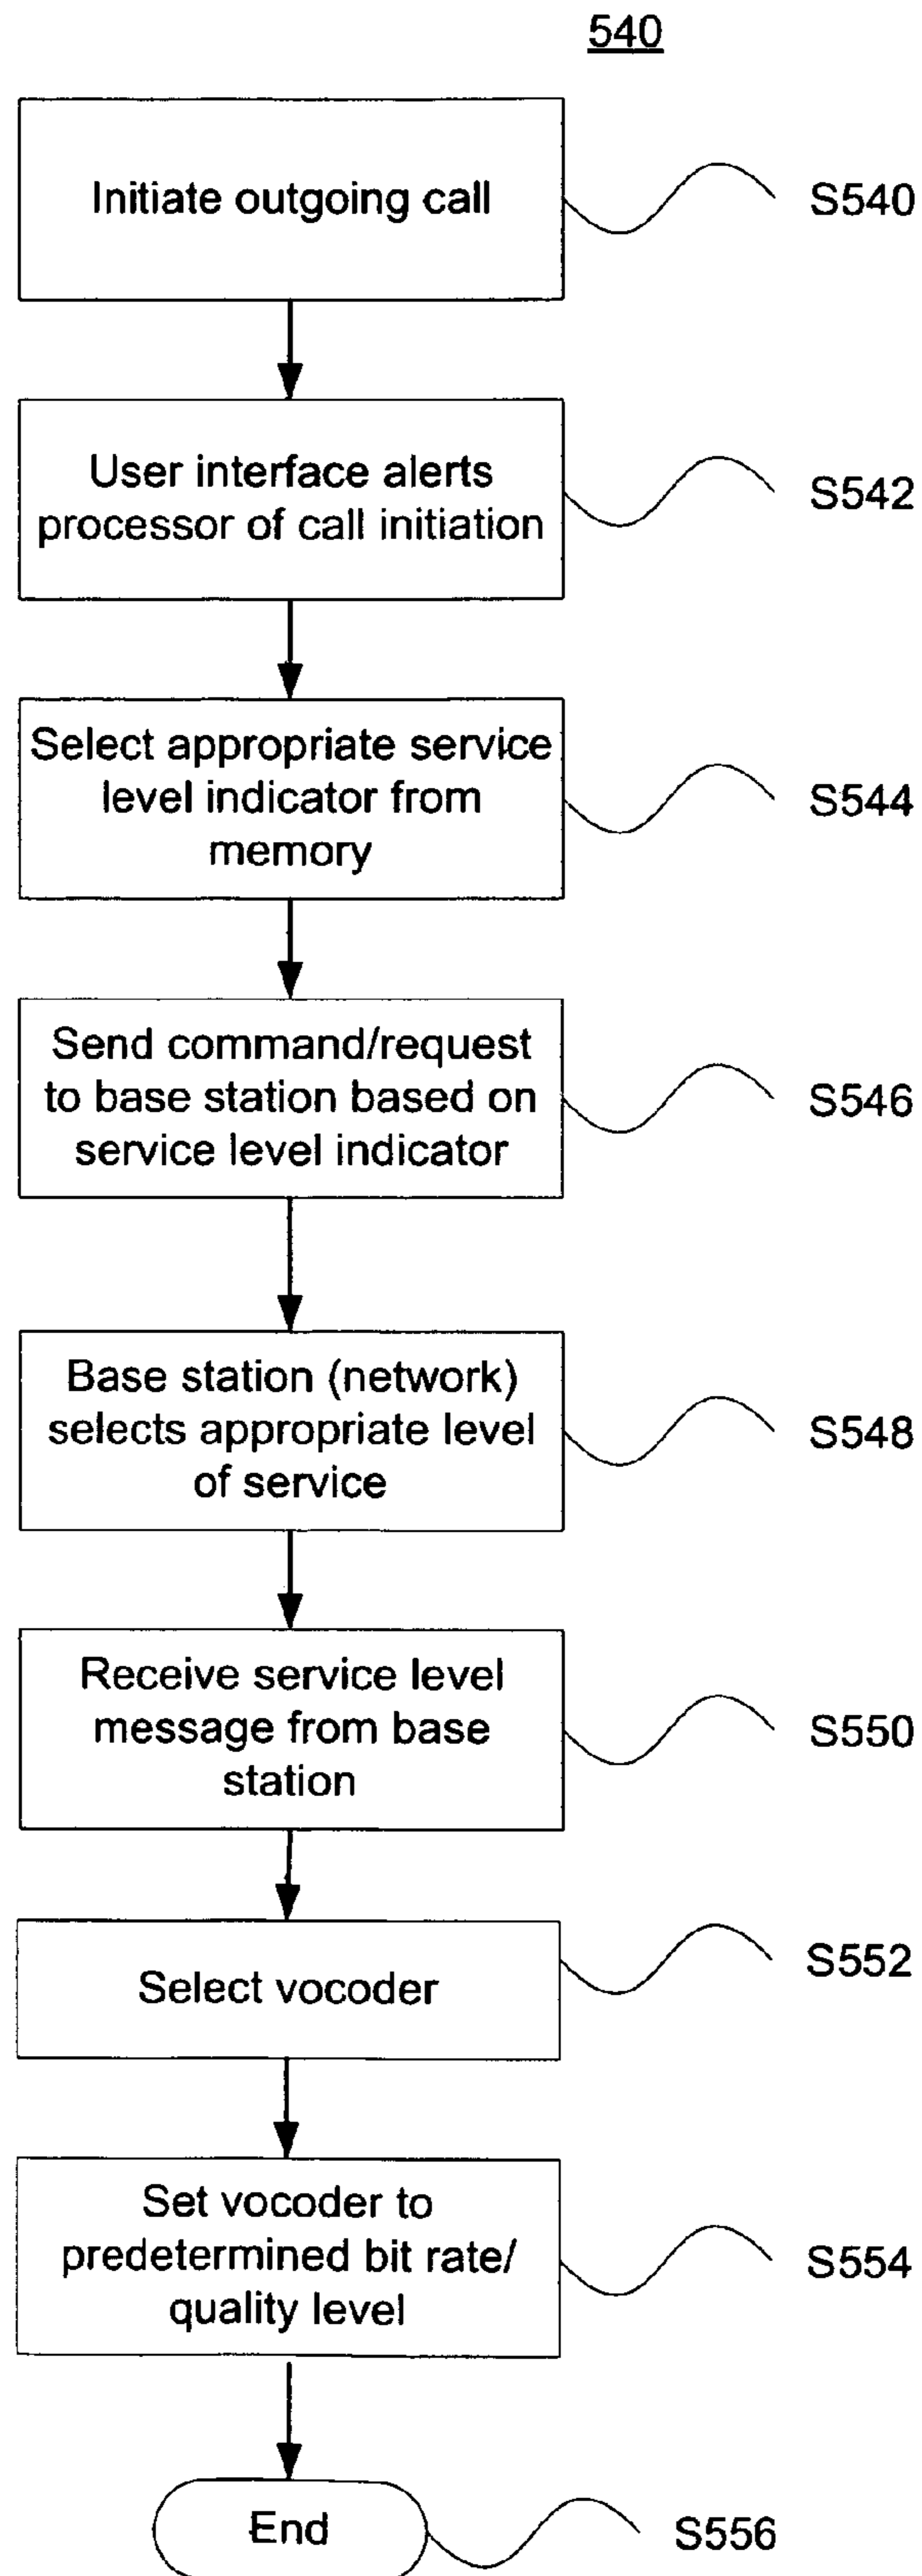 540
Initiate outgoing call
S540
User interface alerts
processor of call initiation
S542
Select appropriate service
level indicator from
memory
S544
Send command/request
to base station based on
service level indicator
S546
Base station (network)
selects appropriate level
of service
S548
Receive service level
message from base
station
S550
Select vocoder
S552
Set vocoder to
predetermined bit rate/
quality level
S554
End
S556